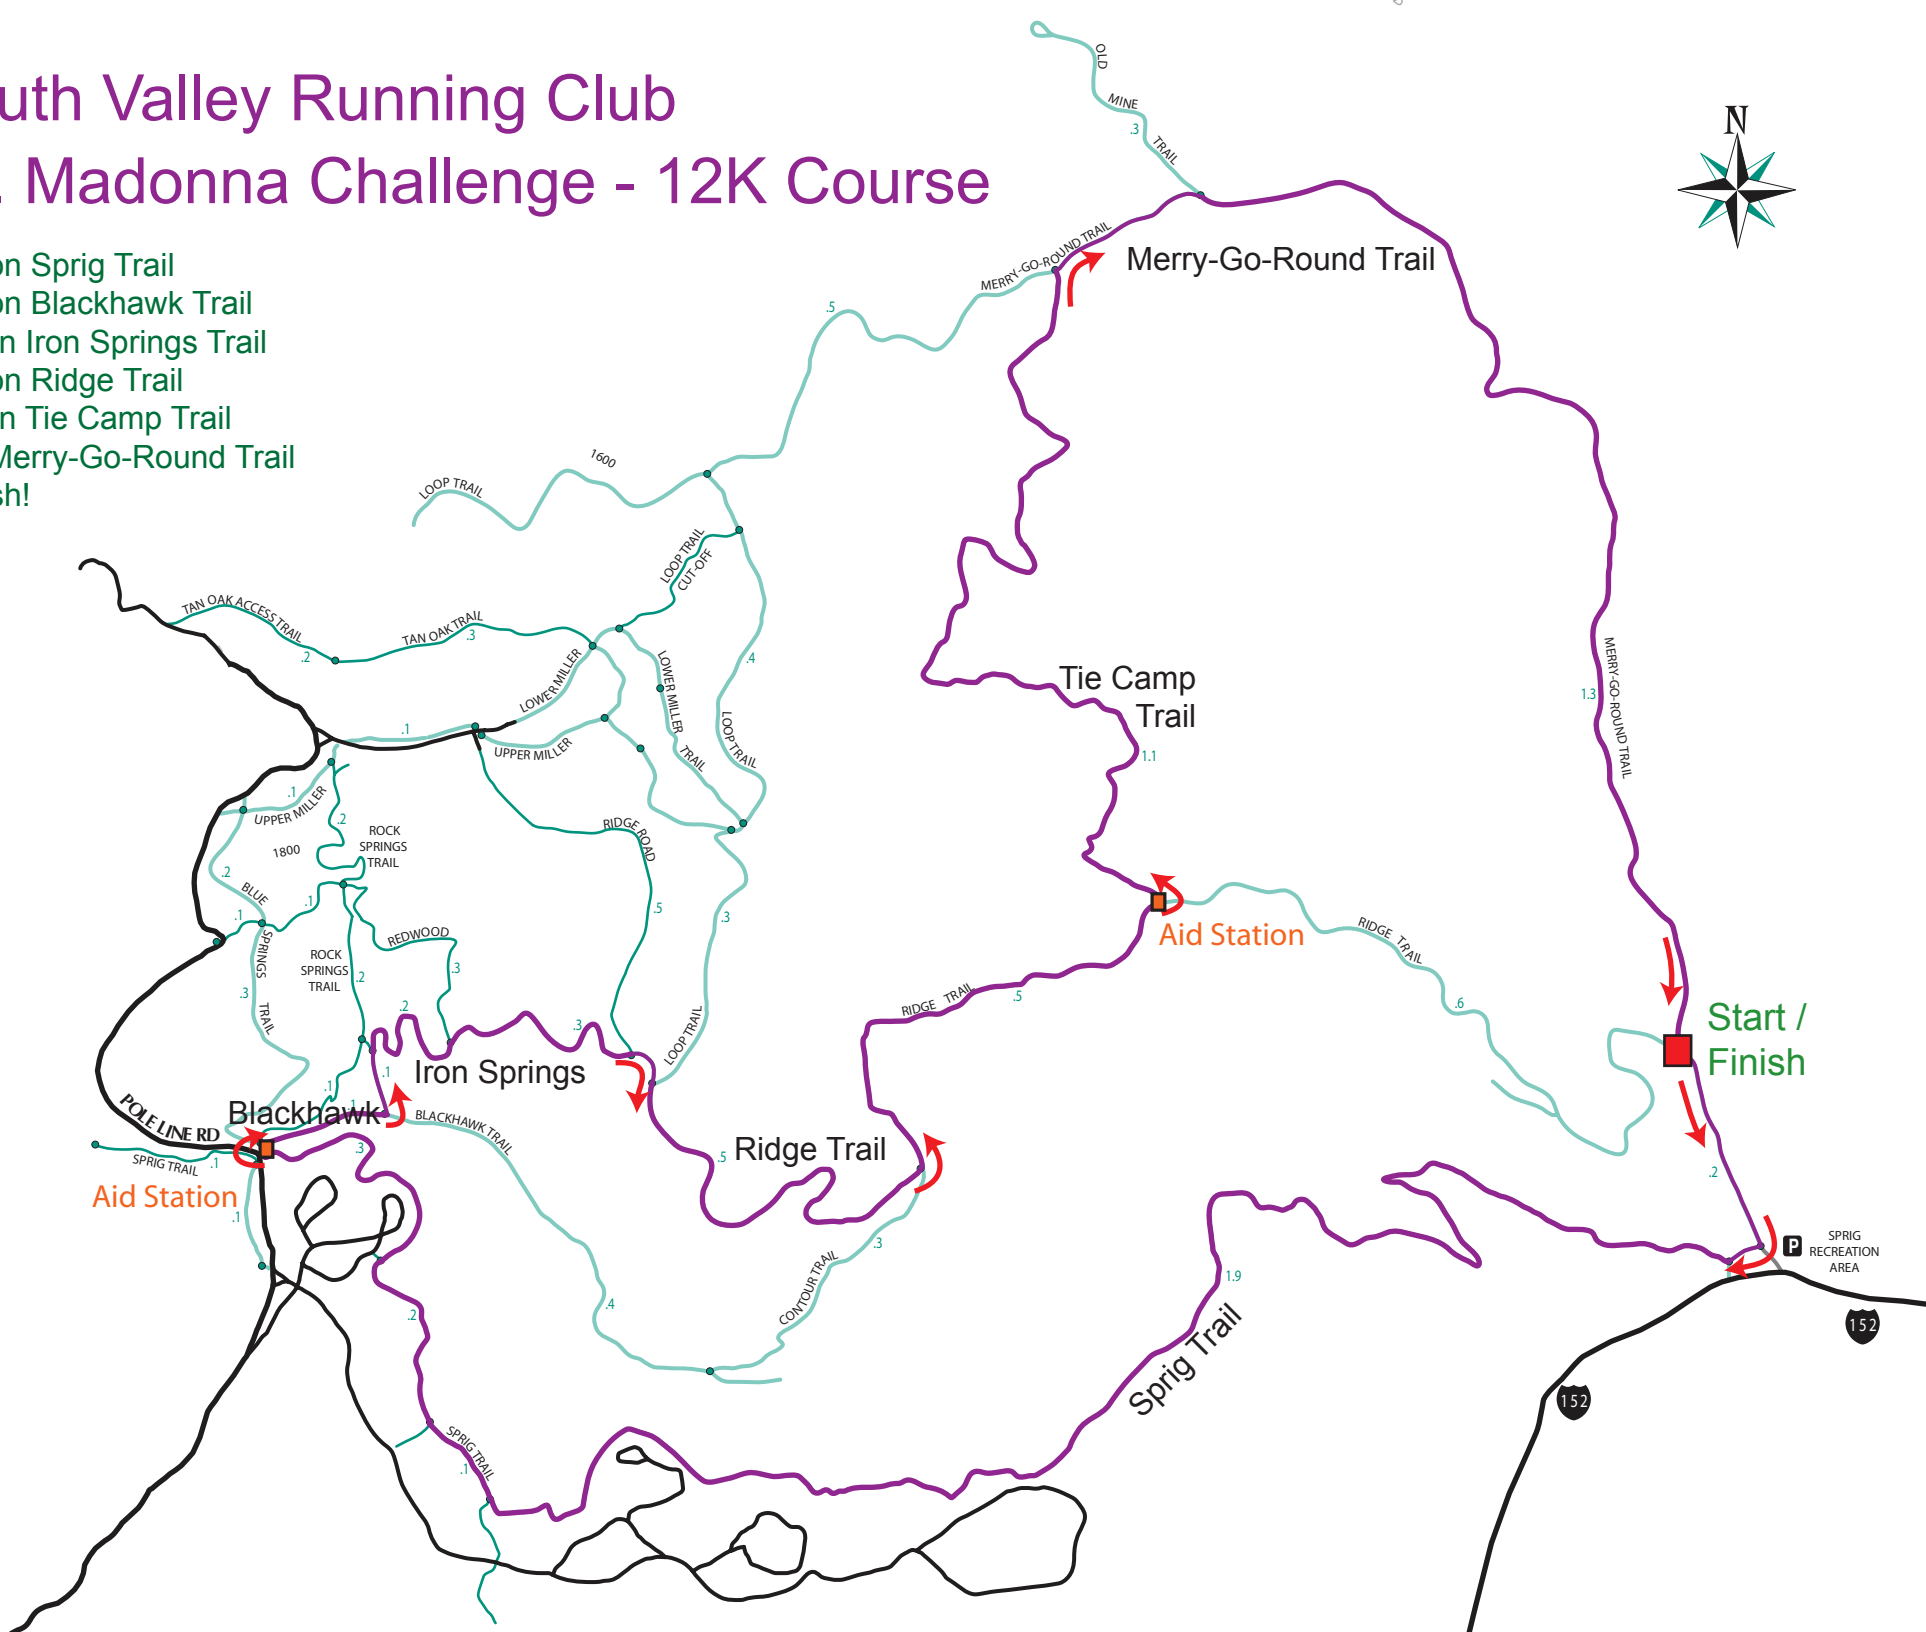 uth Valley Running Club
. Madonna Challenge - 12K Course
on Sprig Trail
on Blackhawk Trail
n Iron Springs Trail
on Ridge Trail
n Tie Camp Trail
Merry-Go-Round Trail
sh!
N
OLD
MINE
.3
TRAIL
MERRY-GO-ROUND TRAIL
Merry-Go-Round Trail
.5
1600
LOOP TRAIL
LOOP TRAIL
CUT-OFF
TAN OAK ACCESS TRAIL
.2
TAN OAK TRAIL
.3
LOWER MILLER
LOWER MILLER
TRAIL
.4
LOOP TRAIL
Tie Camp
Trail
1.1
1.3
MERRY-GO-ROUND TRAIL
.1
UPPER MILLER
.1
UPPER MILLER
.2
ROCK
SPRINGS
TRAIL
1800
RIDGE ROAD
.5
.2
BLUE
SPRINGS
TRAIL
.1
.1
.3
ROCK
SPRINGS
TRAIL
.2
REDWOOD
.3
.3
LOOP TRAIL
Aid Station
RIDGE TRAIL
.6
RIDGE TRAIL
.5
Start /
Finish
.2
.3
Iron Springs
.1
.1
.1
Blackhawk
BLACKHAWK TRAIL
POLE LINE RD
SPRIG TRAIL
.1
.3
Aid Station
.1
.5
Ridge Trail
.3
CONTOUR TRAIL
.4
.2
.2
SPRIG TRAIL
.1
1.9
Sprig Trail
P
SPRIG
RECREATION
AREA
152
152